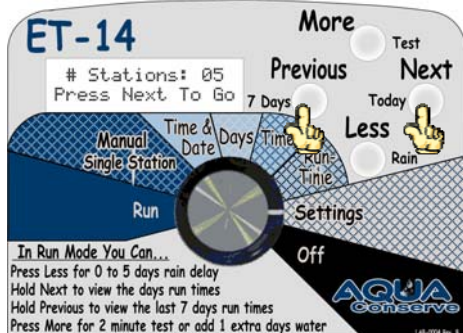 ET-14
More
Test
# Stations: 05
Press Next To Go
Previous
Next
7 Days
Today
Less
Rain
Manual
Single Station
Time &
Date
Days
Time
Run-
Time
Run
Settings
Off
In Run Mode You Can...
Press Less for 0 to 5 days rain delay
Hold Next to view the days run times
Hold Previous to view the last 7 days run times
Press More for 2 minute test or add 1 extra days water
AQUA
Conserve